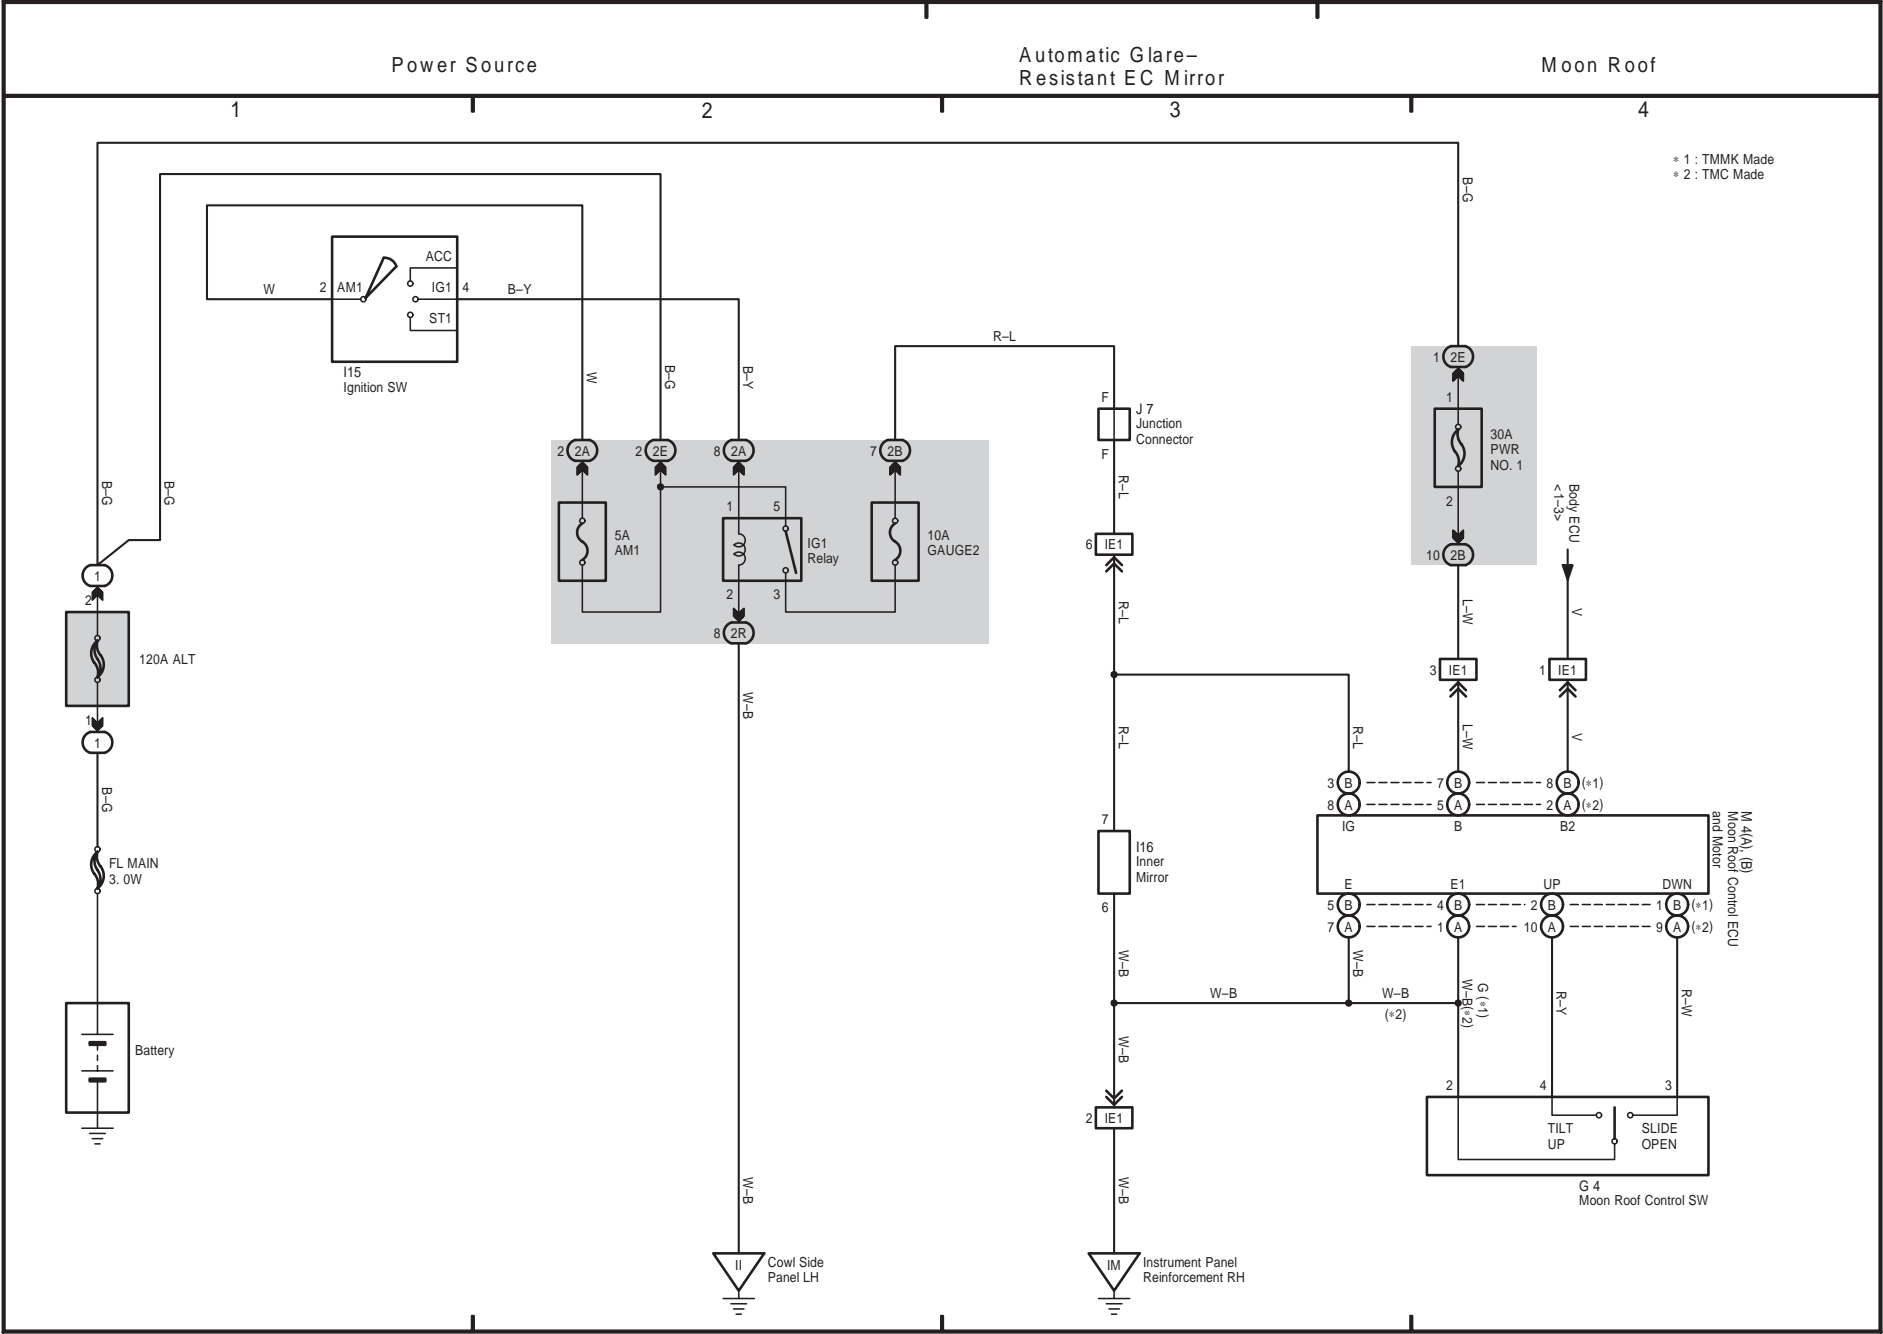 Power Source
Automatic Glare–
Resistant EC Mirror
Moon Roof
1
2
3
4
∗ 1 : TMMK Made
∗ 2 : TMC Made
B–G
ACC
W
2
AM1
IG1
4
B–Y
ST1
I15
Ignition SW
R–L
W
B–G
B–Y
1
2E
1
30A
PWR
NO. 1
2
10
2B
F
J 7
Junction
Connector
F
2
2A
2
2E
8
2A
7
2B
B–G
B–G
R–L
Body ECU
<1–3>
1
5
5A
AM1
IG1
Relay
10A
GAUGE2
6
IE1
2
3
1
2
8
2R
R–L
L–W
V
120A ALT
3
IE1
1
IE1
1
1
W–B
R–L
R–L
L–W
V
B–G
3
B
7
B
8
B
(∗1)
8
A
5
A
2
A
(∗2)
IG
B
B2
M 4(A), (B)
Moon Roof Control ECU
and Motor
7
I16
Inner
Mirror
6
FL MAIN
3. 0W
E
E1
UP
DWN
5
B
4
B
2
B
1
B
(∗1)
7
A
1
A
10
A
9
A
(∗2)
W–B
W–B
W–B
W–B
(∗2)
G (∗1)
W–B(∗2)
R–Y
R–W
Battery
W–B
2
4
3
2
IE1
TILT
UP
SLIDE
OPEN
G 4
Moon Roof Control SW
W–B
W–B
II
Cowl Side
Panel LH
IM
Instrument Panel
Reinforcement RH